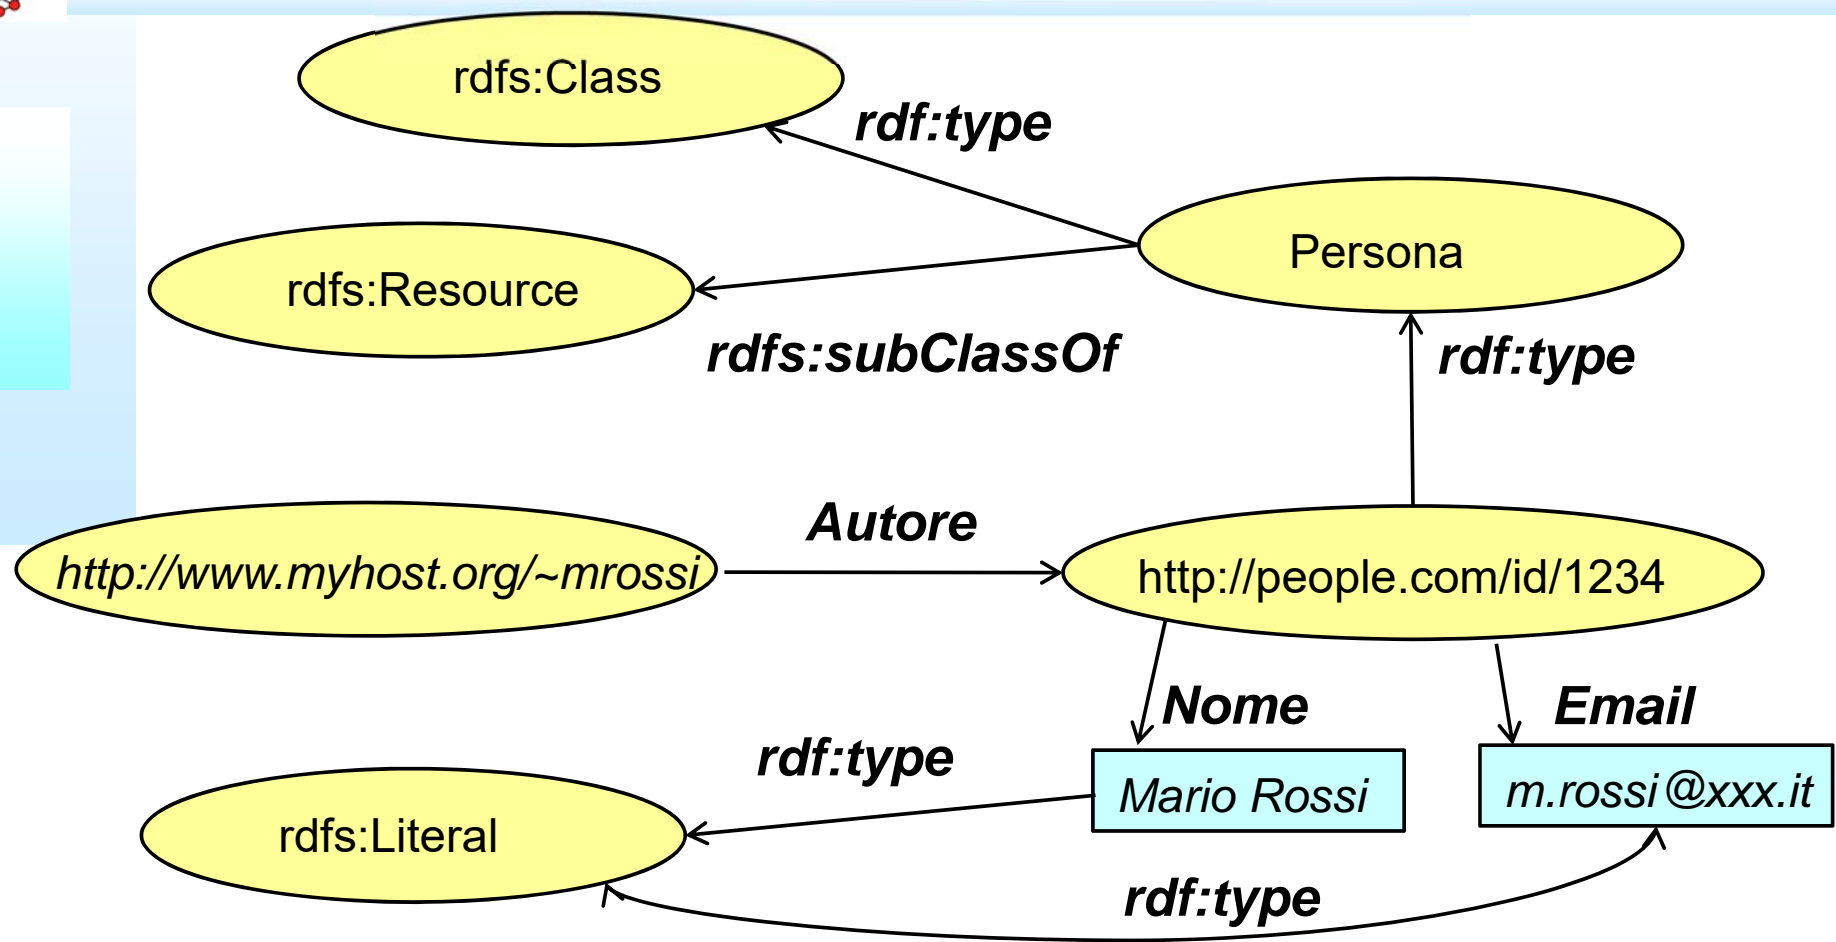 rdfs:Class
rdf:type
Persona
rdfs:Resource
rdfs:subClassOf
rdf:type
Autore
http://www.myhost.org/~mrossi
http://people.com/id/1234
Nome
Email
rdf:type
Mario Rossi
m.rossi@xxx.it
rdfs:Literal
rdf:type